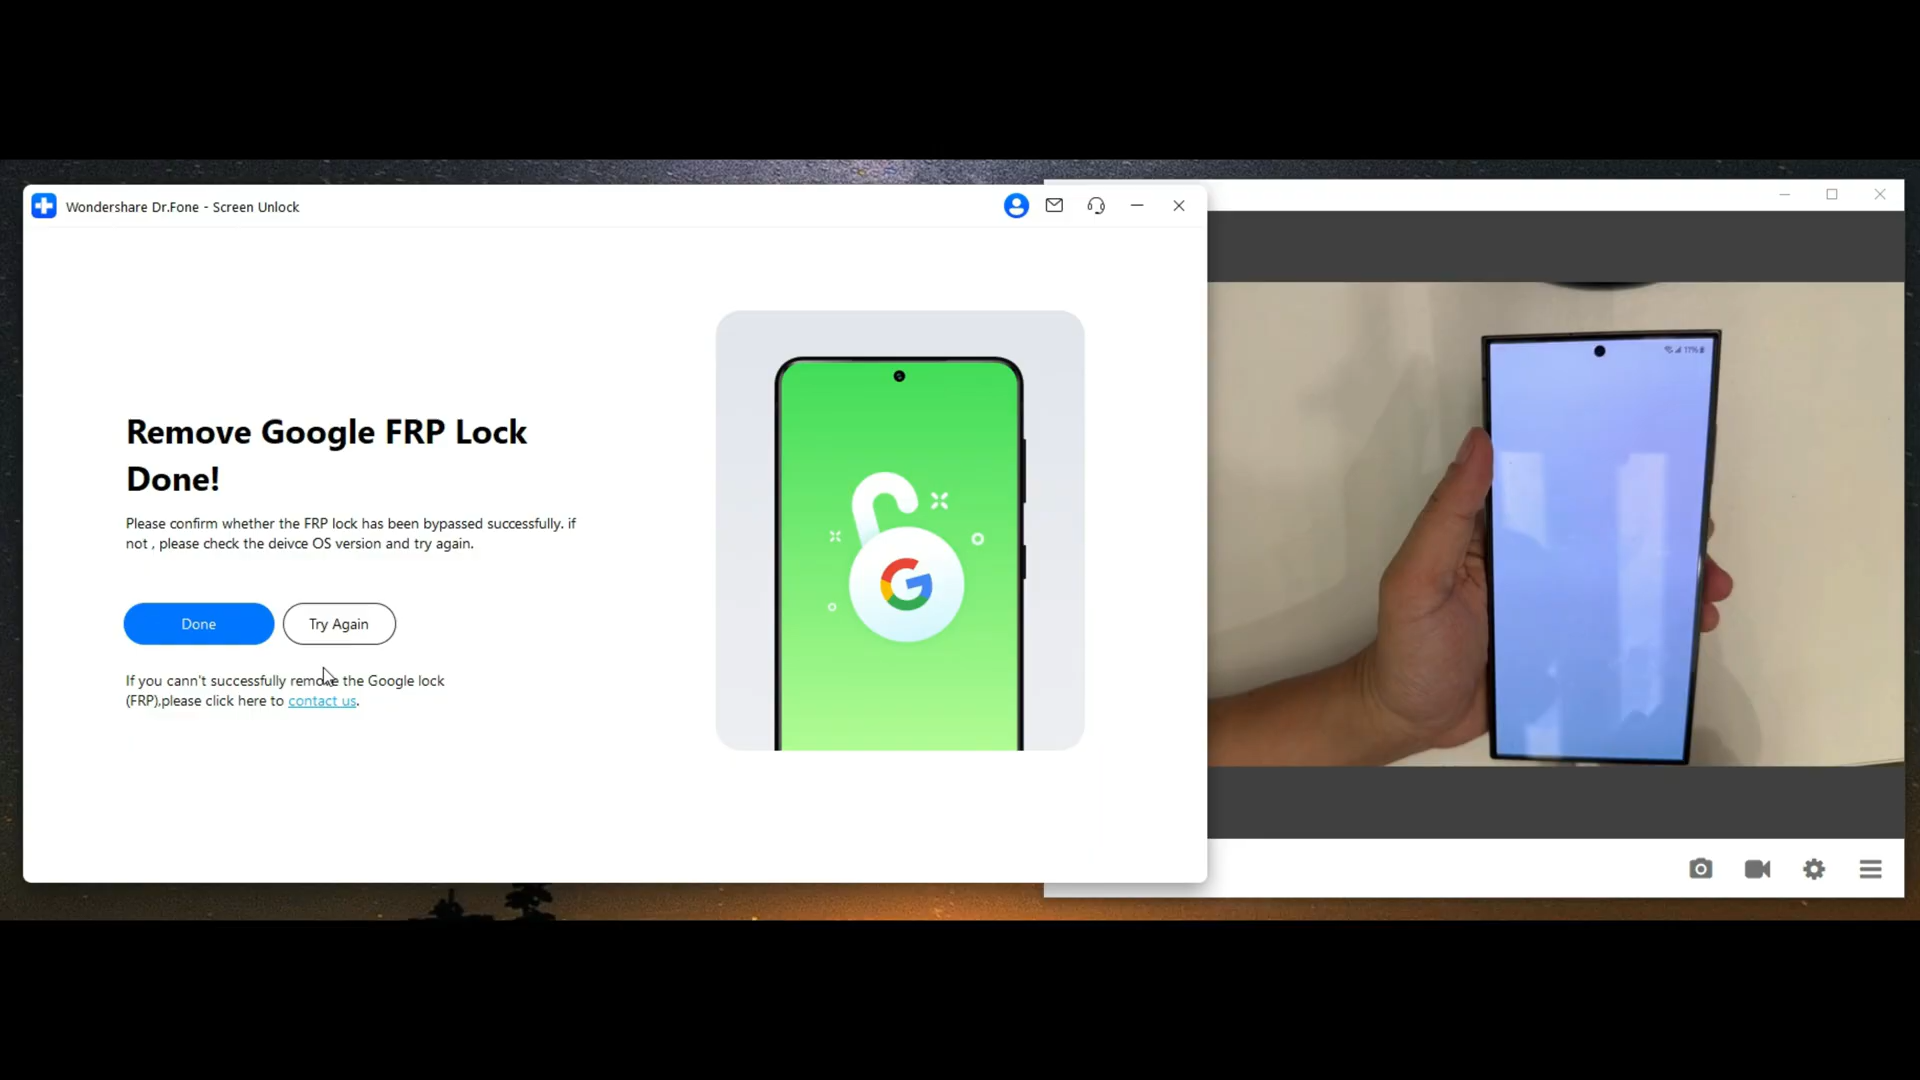 Wondershare Dr.Fone - Screen Unlock
Remove Google FRP Lock
Done!
Please confirm whether the FRP lock has been bypassed successfully. if
not , please check the deivce OS version and try again.
Done
Try Again
If you cann't successfully remove the Google lock
(FRP),please click here to contact us.